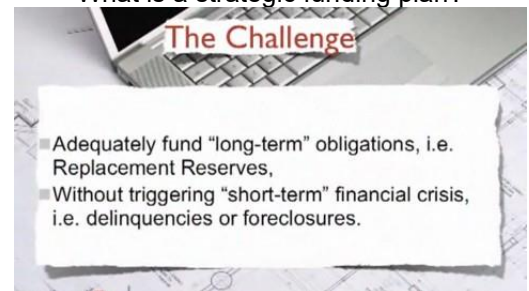 What is a strategic funding plan?
The Challenge
Adequately fund “long-term” obligations, i.e.
Replacement Reserves,
Without triggering “short-term” financial crisis,
i.e. delinquencies or foreclosures.